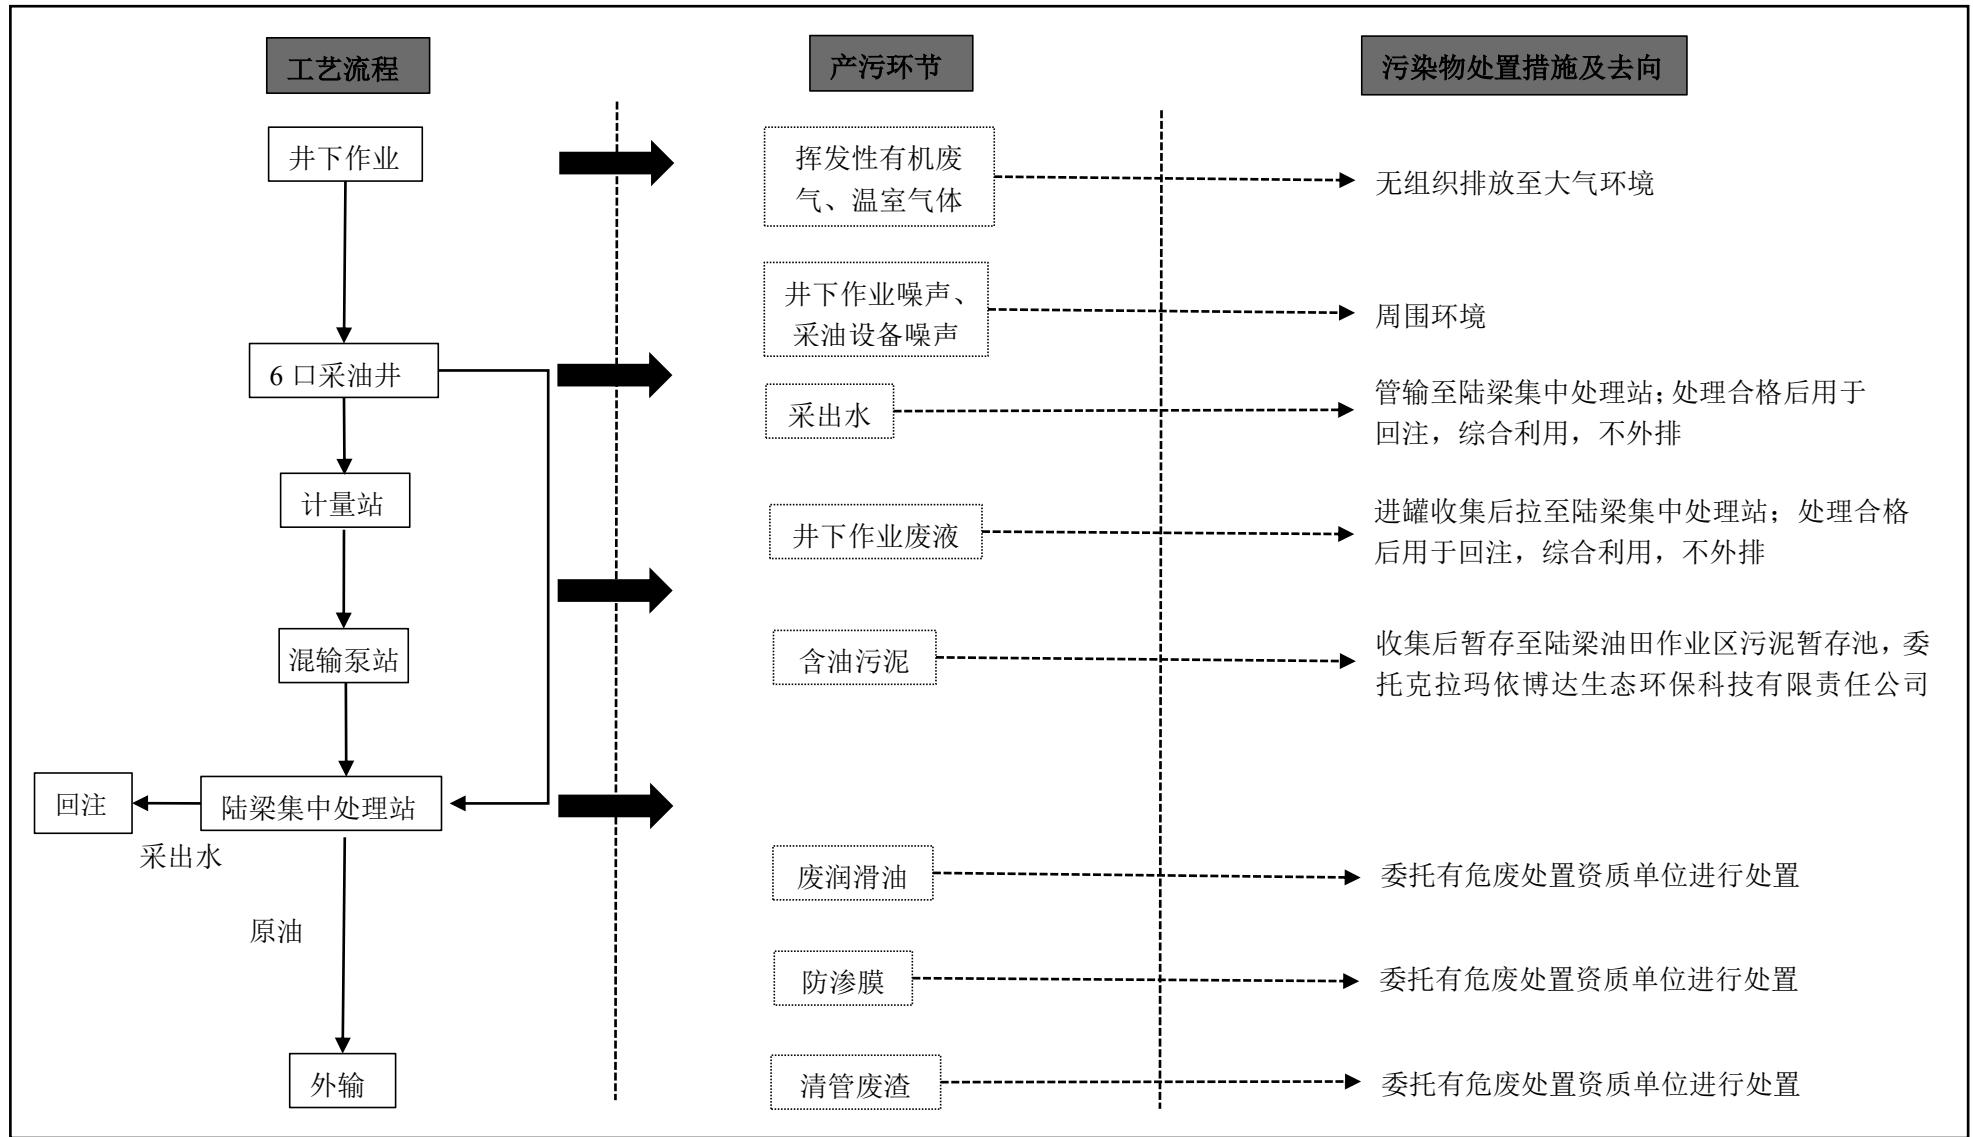 工艺流程
产污环节
污染物处置措施及去向
井下作业
6 口采油井
计量站
混输泵站
陆梁集中处理站
回注
采出水
原油
外输
挥发性有机废
气、温室气体
无组织排放至大气环境
井下作业噪声、
采油设备噪声
周围环境
采出水
管输至陆梁集中处理站；处理合格后用于
回注，综合利用，不外排
井下作业废液
进罐收集后拉至陆梁集中处理站；处理合格
后用于回注，综合利用，不外排
含油污泥
收集后暂存至陆梁油田作业区污泥暂存池，委
托克拉玛依博达生态环保科技有限责任公司
废润滑油
委托有危废处置资质单位进行处置
防渗膜
委托有危废处置资质单位进行处置
清管废渣
委托有危废处置资质单位进行处置